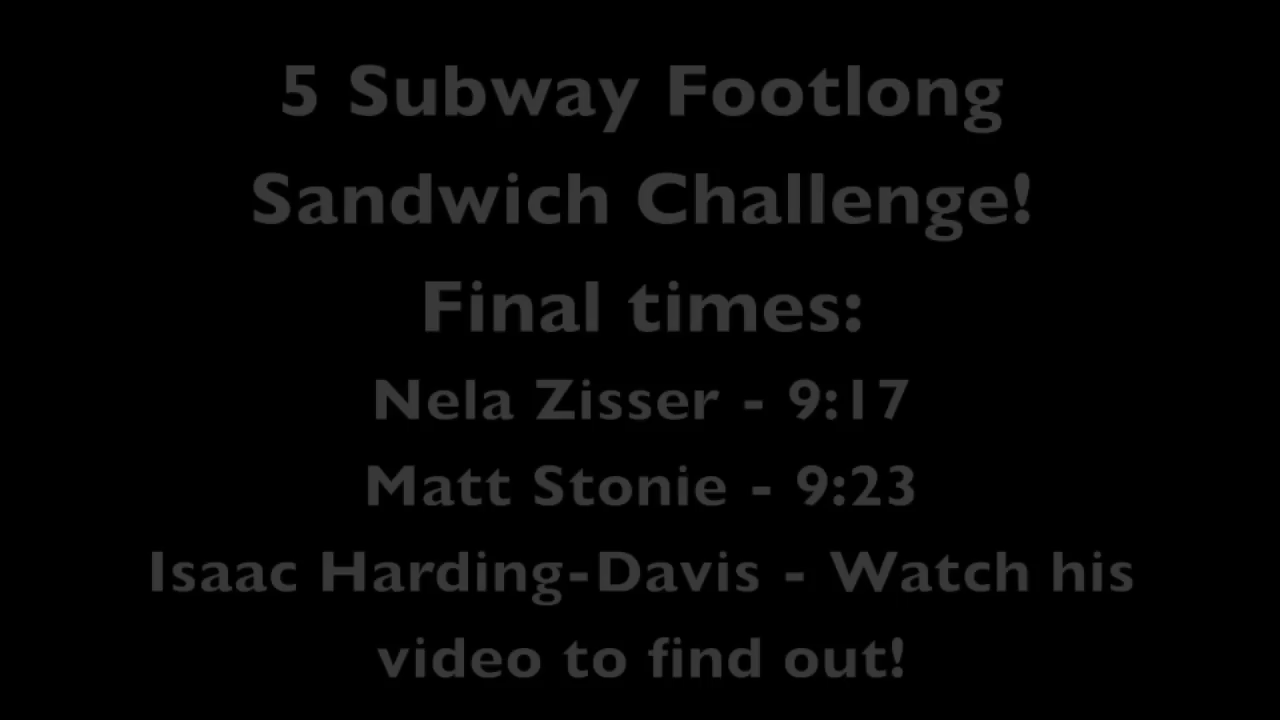 5 Subway Footlong
Sandwich Challenge!
Final times:
Nela Zisser - 9:17
Matt Stonie - 9:23
Isaac Harding-Davis - Watch his
video to find out!